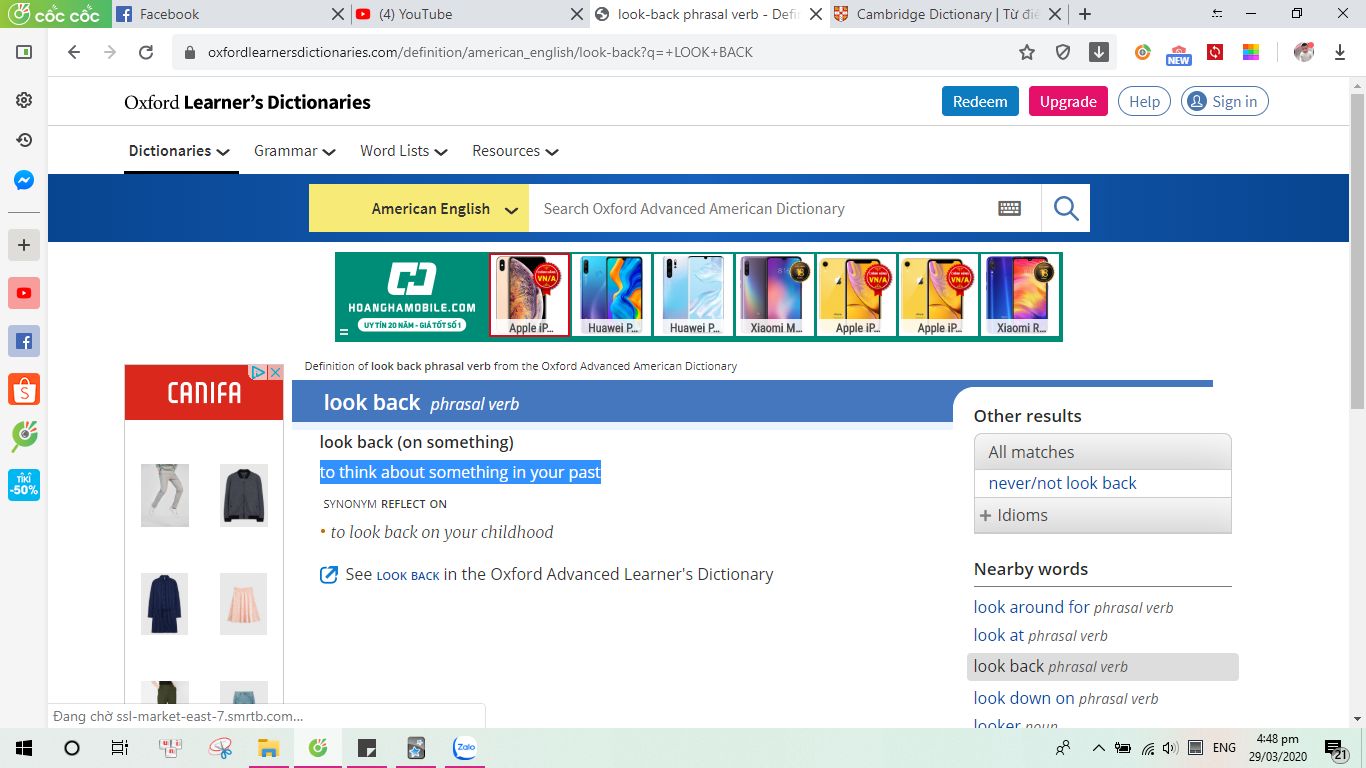 cốc cốc
Facebook
(4) YouTube
look-back phrasal verb - Defi
Cambridge Dictionary | Từ điể
oxfordlearnersdictionaries.com/definition/american_english/look-back?q=+LOOK+BACK
NEW
Oxford Learner's Dictionaries
Redeem
Upgrade
Help
Sign in
Dictionaries
Grammar
Word Lists
Resources
American English
Search Oxford Advanced American Dictionary
HOANGHAMOBILE.COM
UY TÍN 20 NĂM - GIÁ TỐT SỐ 1
VN/A
VN/A
VN/A
Apple iP...
Huawei P...
Huawei P...
Xiaomi M...
Apple iP...
Apple iP...
Xiaomi R...
Definition of look back phrasal verb from the Oxford Advanced American Dictionary
CANIFA
look back phrasal verb
look back (on something)
to think about something in your past
SYNONYM REFLECT ON
• to look back on your childhood
See LOOK BACK in the Oxford Advanced Learner's Dictionary
Other results
All matches
never/not look back
+ Idioms
Nearby words
look around for phrasal verb
look at phrasal verb
look back phrasal verb
look down on phrasal verb
looker noun
TIKI
-50%
Đang chờ ssl-market-east-7.smrtb.com...
Zalo
ENG
4:48 pm
29/03/2020
21